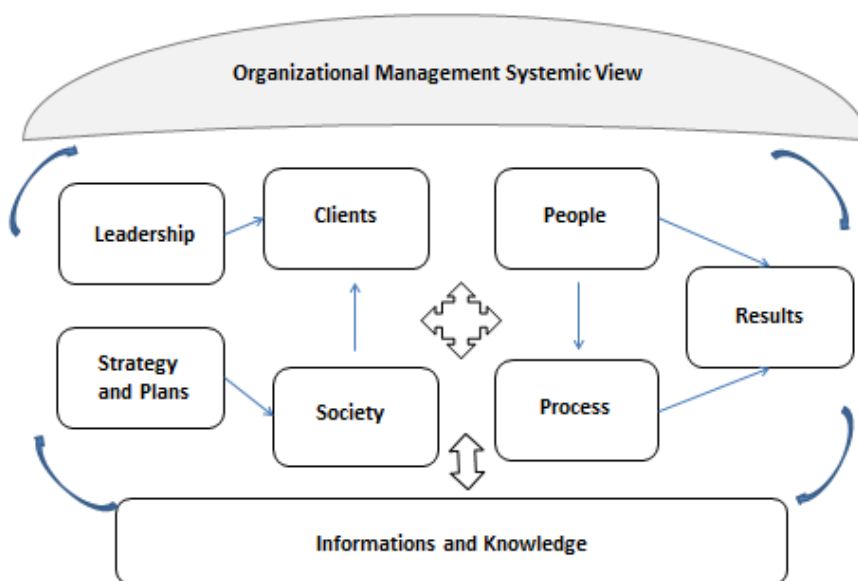 Organizational Management Systemic View
Leadership
Clients
People
Results
Strategy
and Plans
Society
Process
Informations and Knowledge